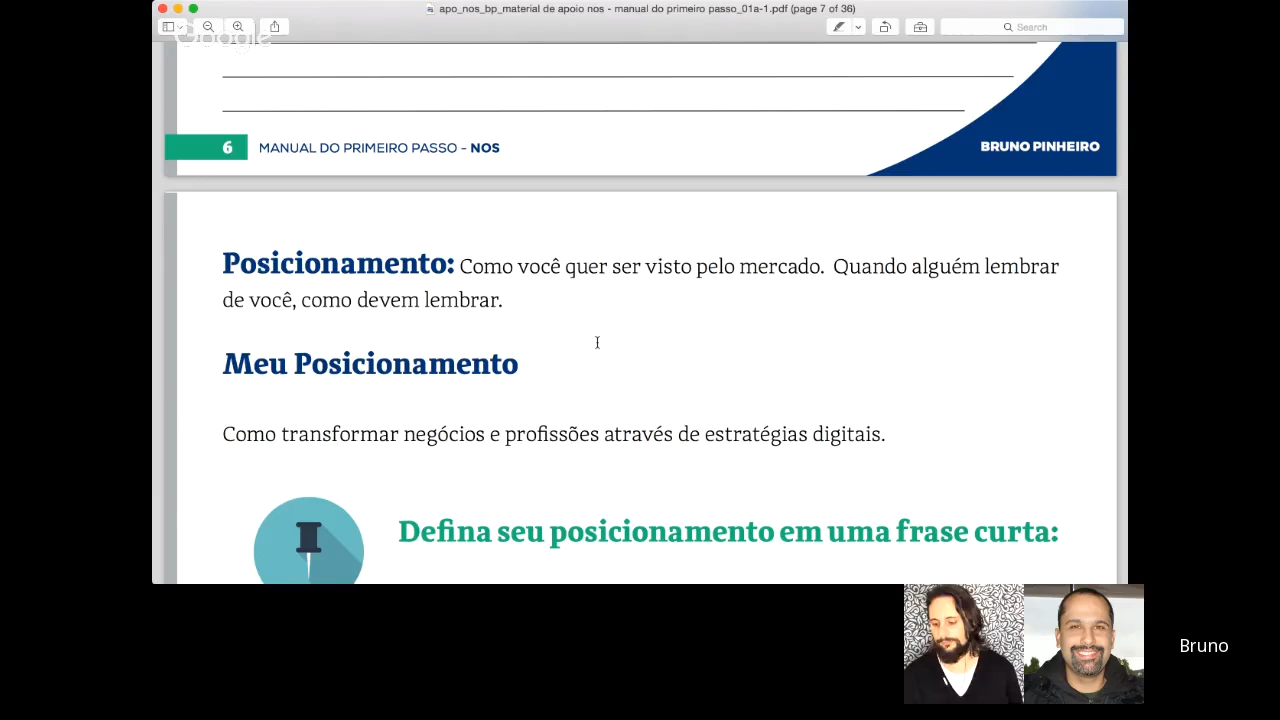 apo_nos_bp_material de apoio nos - manual do primeiro passo_01a-1.pdf (page 7 of 36)
Search
Google
6 MANUAL DO PRIMEIRO PASSO - NOS
BRUNO PINHEIRO
Posicionamento: Como você quer ser visto pelo mercado. Quando alguém lembrar
de você, como devem lembrar.
Meu Posicionamento
Como transformar negócios e profissões através de estratégias digitais.
Defina seu posicionamento em uma frase curta:
Bruno